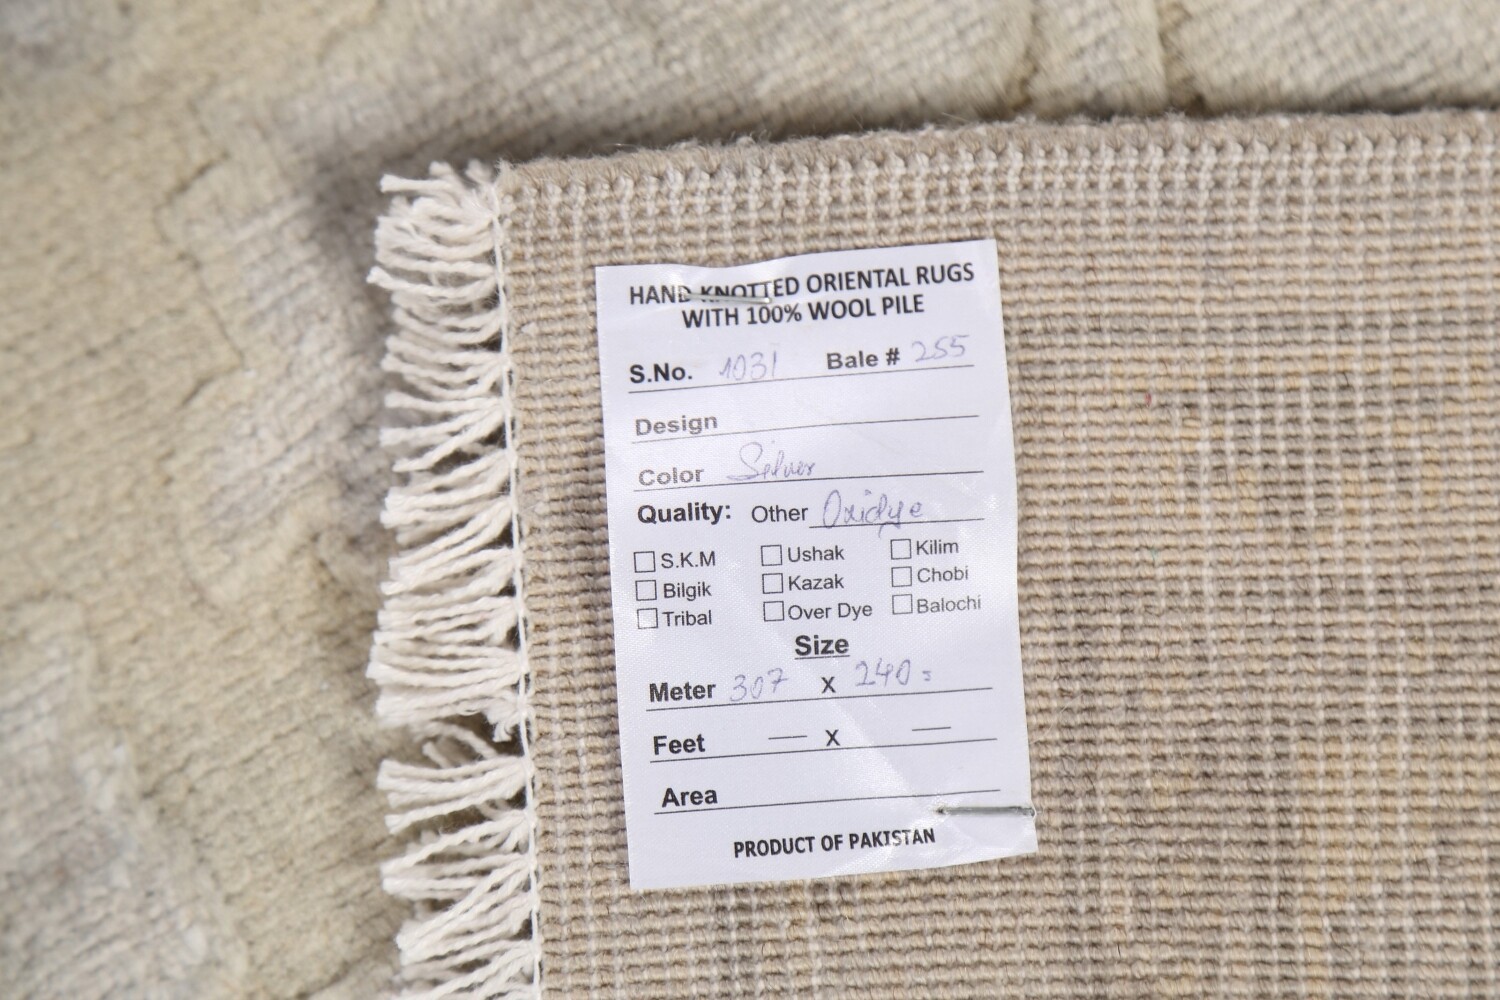 HAND KNOTTED ORIENTAL RUGS
WITH 100% WOOL PILE
S.No. 1031 Bale # 255
Design
Color Silver
Quality: Other Oxidye
S.K.M Ushak Kilim
Bilgik Kazak Chobi
Tribal Over Dye Balochi
Size
Meter 307 X 240 =
Feet — X —
Area
PRODUCT OF PAKISTAN